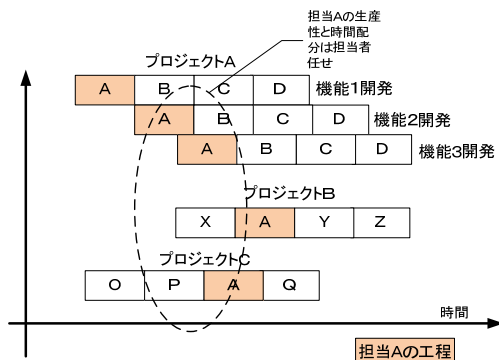 担当Aの生産
性と時間配
分は担当者
任せ
プロジェクトA
A B C D 機能1開発
A B C D 機能2開発
A B C D 機能3開発
プロジェクトB
X A Y Z
プロジェクトC
O P A Q
時間
担当Aの工程